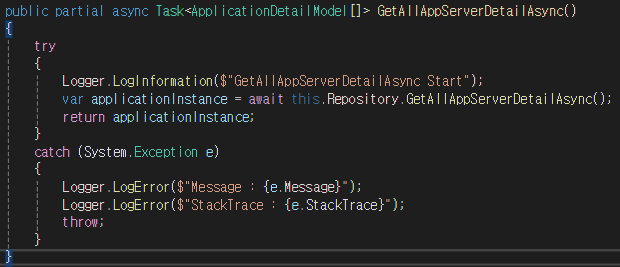 public partial async Task<ApplicationDetailModel[]> GetAllAppServerDetailAsync()
{
try
{
Logger.LogInformation($"GetAllAppServerDetailAsync Start");
var applicationInstance = await this.Repository.GetAllAppServerDetailAsync();
return applicationInstance;
}
catch (System.Exception e)
{
Logger.LogError($"Message : {e.Message}");
Logger.LogError($"StackTrace : {e.StackTrace}");
throw;
}
}